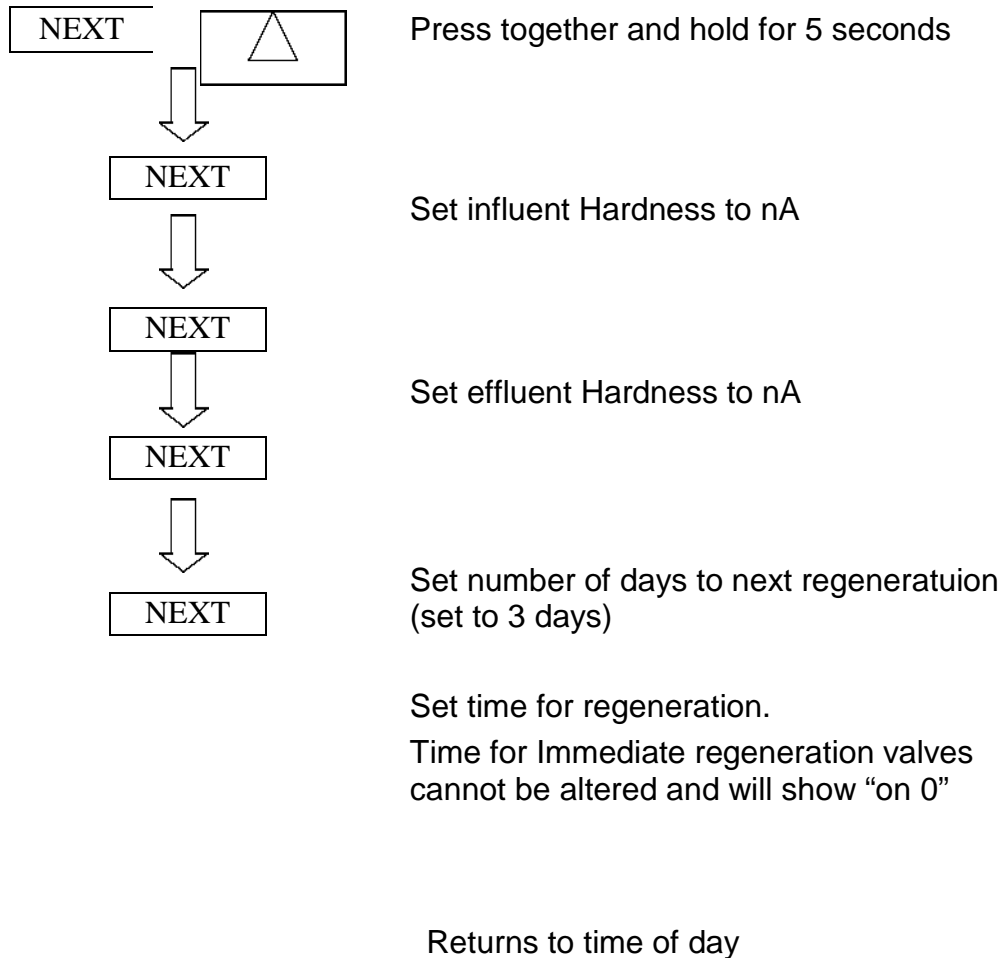 NEXT
Press together and hold for 5 seconds
NEXT
Set influent Hardness to nA
NEXT
Set effluent Hardness to nA
NEXT
Set number of days to next regeneratuion
(set to 3 days)
NEXT
Set time for regeneration.
Time for Immediate regeneration valves
cannot be altered and will show “on 0”
Returns to time of day